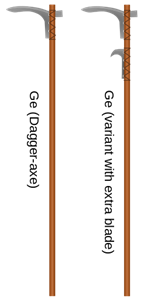 Ge (Dagger-axe)
Ge (variant with extra blade)